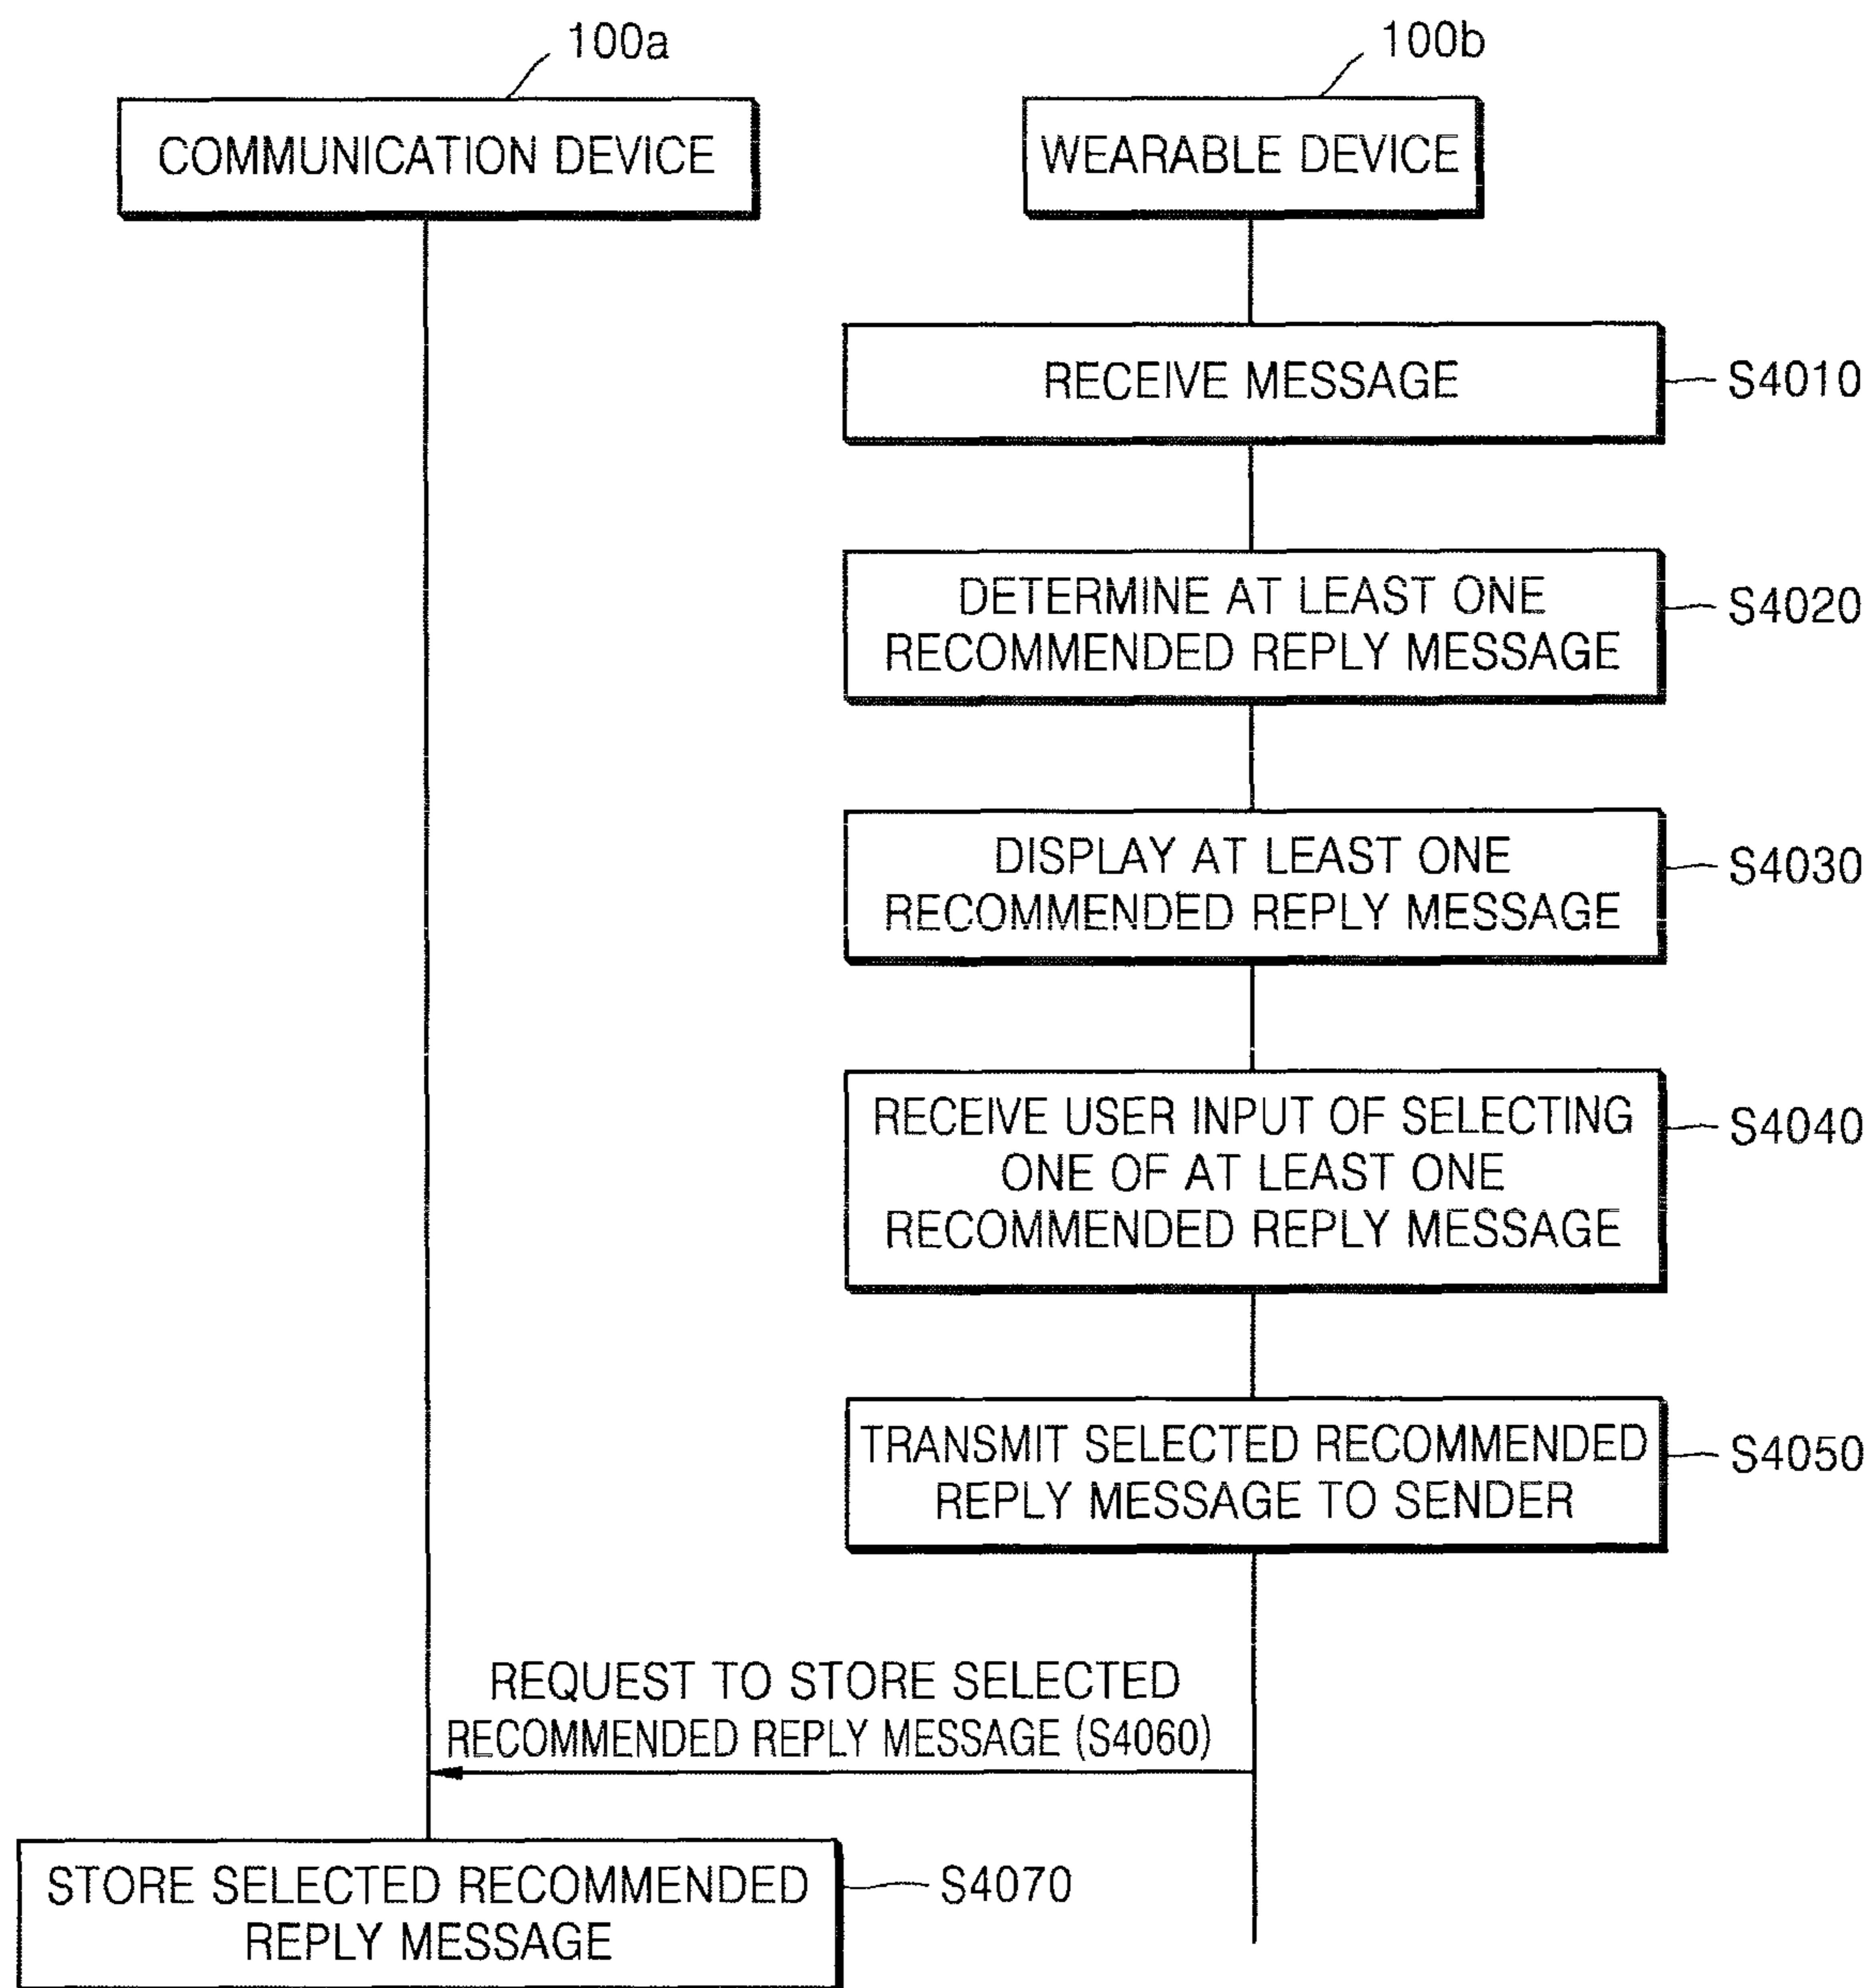 100a
100b
COMMUNICATION DEVICE
WEARABLE DEVICE
RECEIVE MESSAGE
S4010
DETERMINE AT LEAST ONE
RECOMMENDED REPLY MESSAGE
S4020
DISPLAY AT LEAST ONE
RECOMMENDED REPLY MESSAGE
S4030
RECEIVE USER INPUT OF SELECTING
ONE OF AT LEAST ONE
RECOMMENDED REPLY MESSAGE
S4040
TRANSMIT SELECTED RECOMMENDED
REPLY MESSAGE TO SENDER
S4050
REQUEST TO STORE SELECTED
RECOMMENDED REPLY MESSAGE (S4060)
STORE SELECTED RECOMMENDED
REPLY MESSAGE
S4070